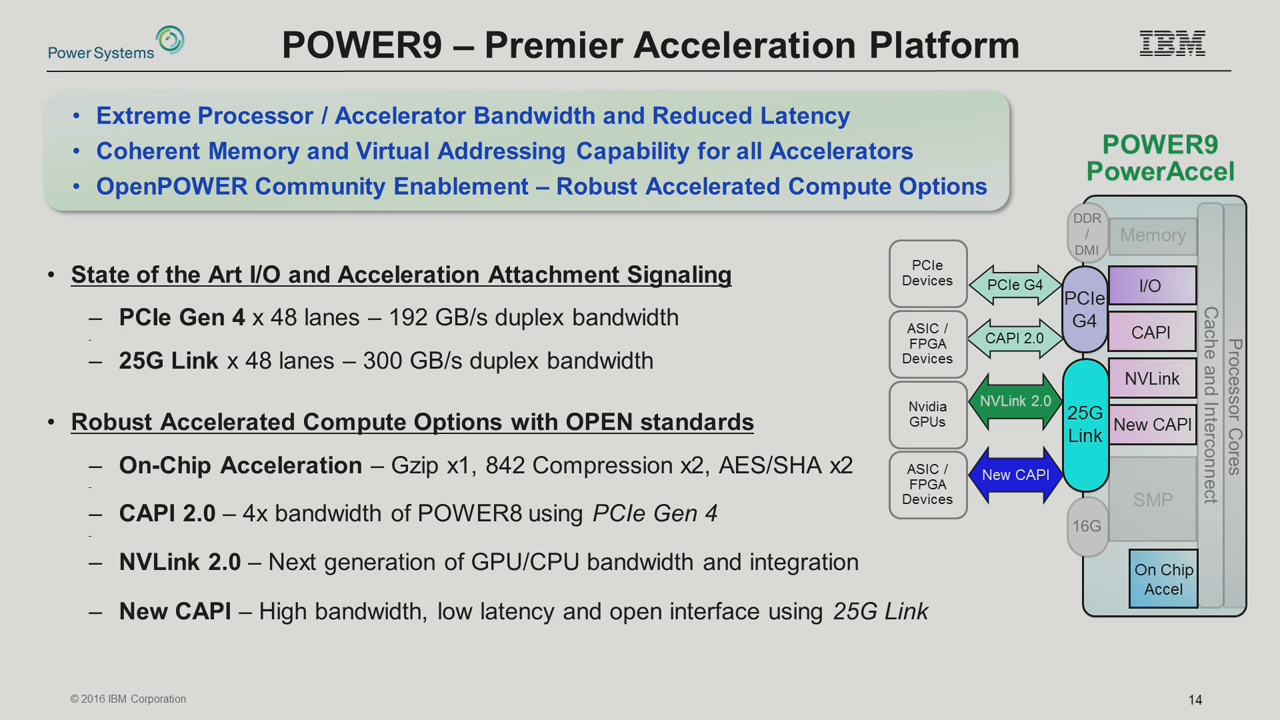 Power Systems
POWER9 – Premier Acceleration Platform
IBM
• Extreme Processor / Accelerator Bandwidth and Reduced Latency
• Coherent Memory and Virtual Addressing Capability for all Accelerators
• OpenPOWER Community Enablement – Robust Accelerated Compute Options
• State of the Art I/O and Acceleration Attachment Signaling
– PCIe Gen 4 x 48 lanes – 192 GB/s duplex bandwidth
-
– 25G Link x 48 lanes – 300 GB/s duplex bandwidth
• Robust Accelerated Compute Options with OPEN standards
– On-Chip Acceleration – Gzip x1, 842 Compression x2, AES/SHA x2
-
– CAPI 2.0 – 4x bandwidth of POWER8 using PCIe Gen 4
-
– NVLink 2.0 – Next generation of GPU/CPU bandwidth and integration
– New CAPI – High bandwidth, low latency and open interface using 25G Link
POWER9
PowerAccel
PCIe
Devices
ASIC /
FPGA
Devices
Nvidia
GPUs
ASIC /
FPGA
Devices
PCIe G4
CAPI 2.0
NVLink 2.0
New CAPI
DDR
/
DMI
PCIe
G4
25G
Link
16G
Memory
I/O
CAPI
NVLink
New CAPI
SMP
On Chip
Accel
Cache and Interconnect
Processor Cores
© 2016 IBM Corporation
14